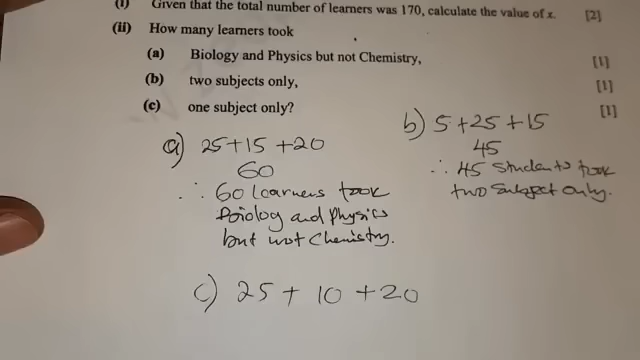 (i) Given that the total number of learners was 170, calculate the value of x. [2]
(ii) How many learners took
(a) Biology and Physics but not Chemistry, [1]
(b) two subjects only, [1]
(c) one subject only? [1]
a) 25+15+20
60
∴ 60 learners took
Biology and Physics
but not Chemistry.
b) 5+25+15
45
∴ 45 students took
two subject only.
c) 25 + 10 + 20